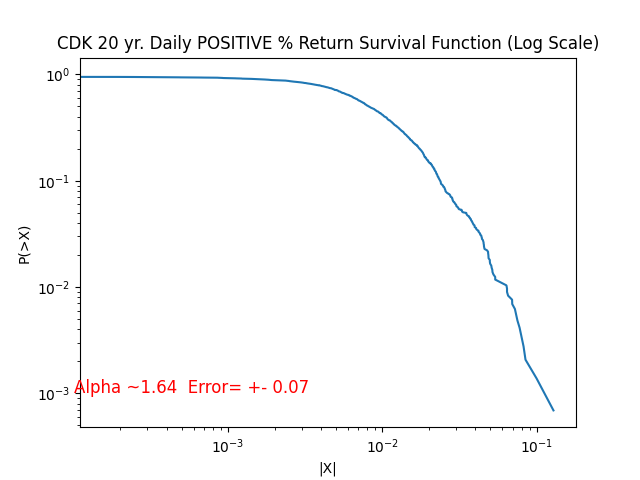 CDK 20 yr. Daily POSITIVE % Return Survival Function (Log Scale)
10⁰
10⁻¹
10⁻²
10⁻³
P(>X)
Alpha ~1.64  Error= +- 0.07
10⁻³ 10⁻² 10⁻¹
|X|